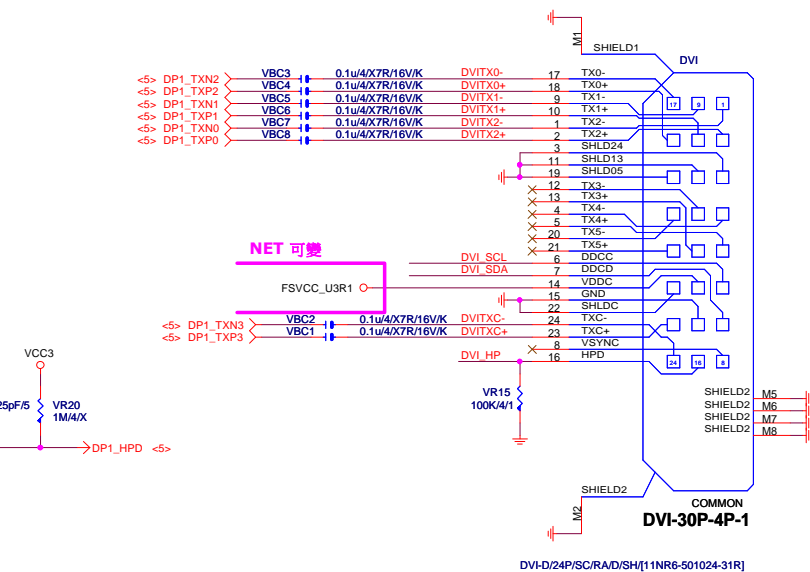 M1
SHIELD1
DVI
<5> DP1_TXN2 VBC3 0.1u/4/X7R/16V/K DVITX0- 17 TX0-
<5> DP1_TXP2 VBC4 0.1u/4/X7R/16V/K DVITX0+ 18 TX0+
<5> DP1_TXN1 VBC5 0.1u/4/X7R/16V/K DVITX1- 9 TX1-
<5> DP1_TXP1 VBC6 0.1u/4/X7R/16V/K DVITX1+ 10 TX1+
<5> DP1_TXN0 VBC7 0.1u/4/X7R/16V/K DVITX2- 1 TX2-
<5> DP1_TXP0 VBC8 0.1u/4/X7R/16V/K DVITX2+ 2 TX2+
17 9 1
3 SHLD24
11 SHLD13
19 SHLD05
12 TX3-
13 TX3+
4 TX4-
5 TX4+
20 TX5-
21 TX5+
NET 可變
DVI_SCL 6 DDCC
DVI_SDA 7 DDCD
FSVCC_U3R1 14 VDDC
15 GND
22 SHLDC
<5> DP1_TXN3 VBC2 0.1u/4/X7R/16V/K DVITXC- 24 TXC-
<5> DP1_TXP3 VBC1 0.1u/4/X7R/16V/K DVITXC+ 23 TXC+
8 VSYNC
DVI_HP 16 HPD
24 16 8
VCC3
25pF/5 VR20
1M/4/X
VR15
100K/4/1
DP1_HPD <5>
SHIELD2 M5
SHIELD2 M6
SHIELD2 M7
SHIELD2 M8
SHIELD2
M2
COMMON
DVI-30P-4P-1
DVI-D/24P/SC/RA/D/SH/[11NR6-501024-31R]